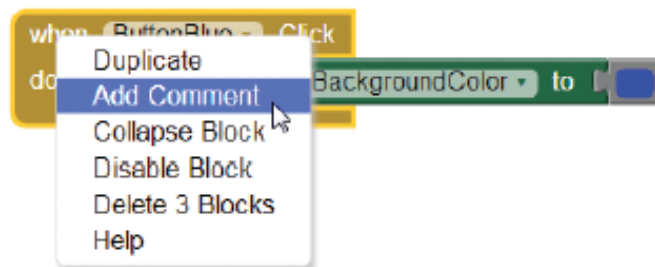 when ButtonBlue Click
Duplicate
do
Add Comment
BackgroundColor to
Collapse Block
Disable Block
Delete 3 Blocks
Help